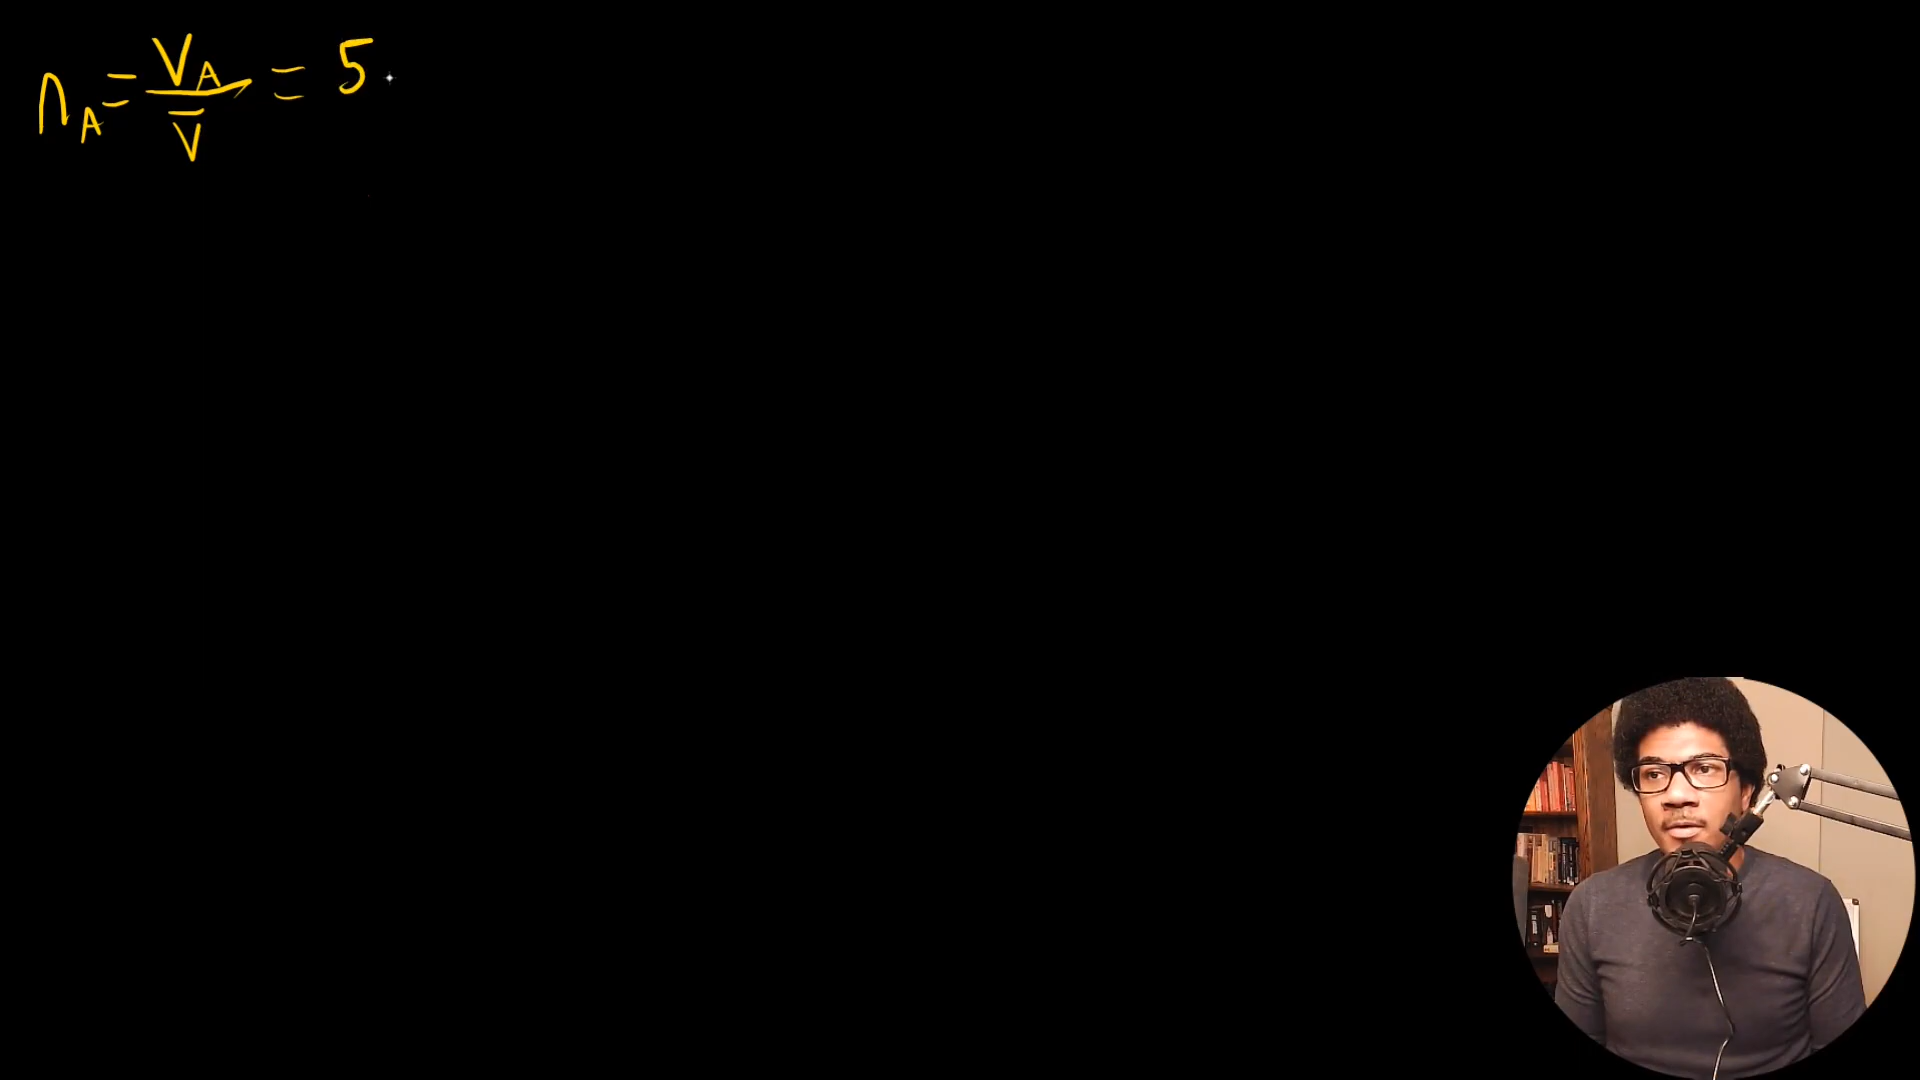 n_A = V_A / V̄ = 5